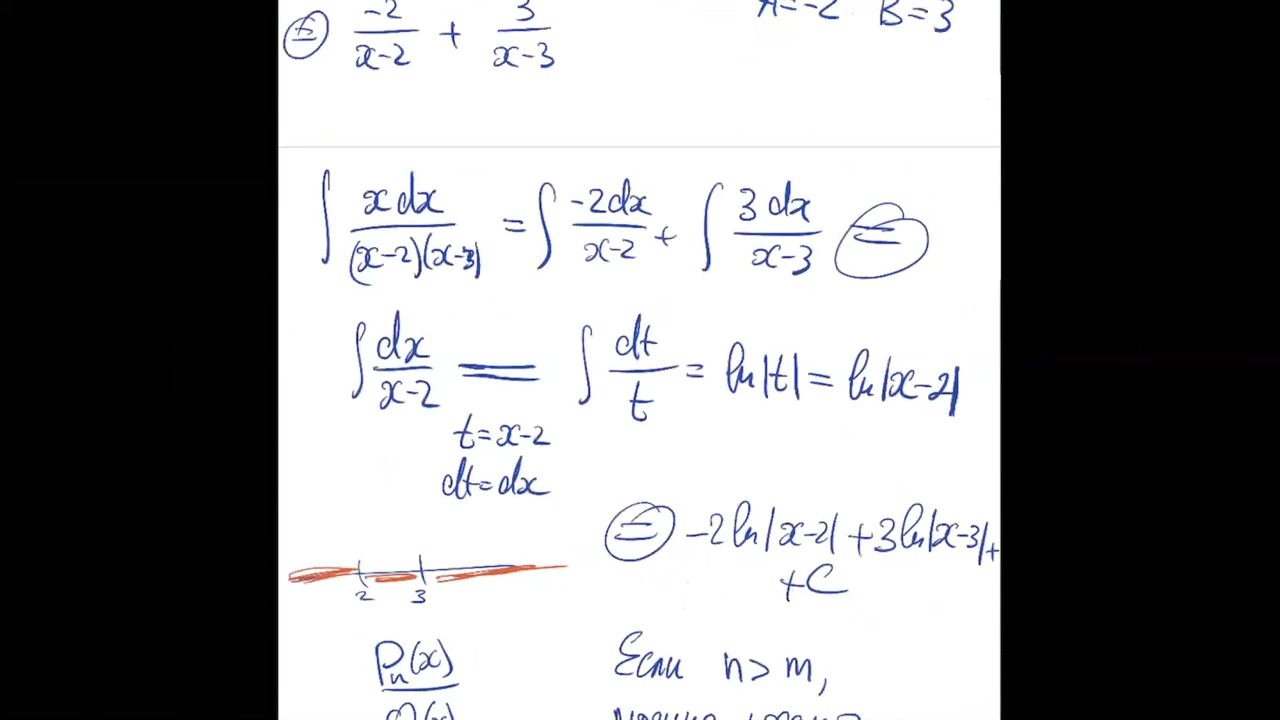 = -2/(x-2) + 3/(x-3) A=-2 B=3
∫ x dx/((x-2)(x-3)) = ∫ -2dx/(x-2) + ∫ 3dx/(x-3) =
∫ dx/(x-2) = ∫ dt/t = ln|t| = ln|x-2|
t=x-2
dt=dx
= -2ln|x-2| + 3ln|x-3| +
+C
2 3
Pn(x) Если n>m,